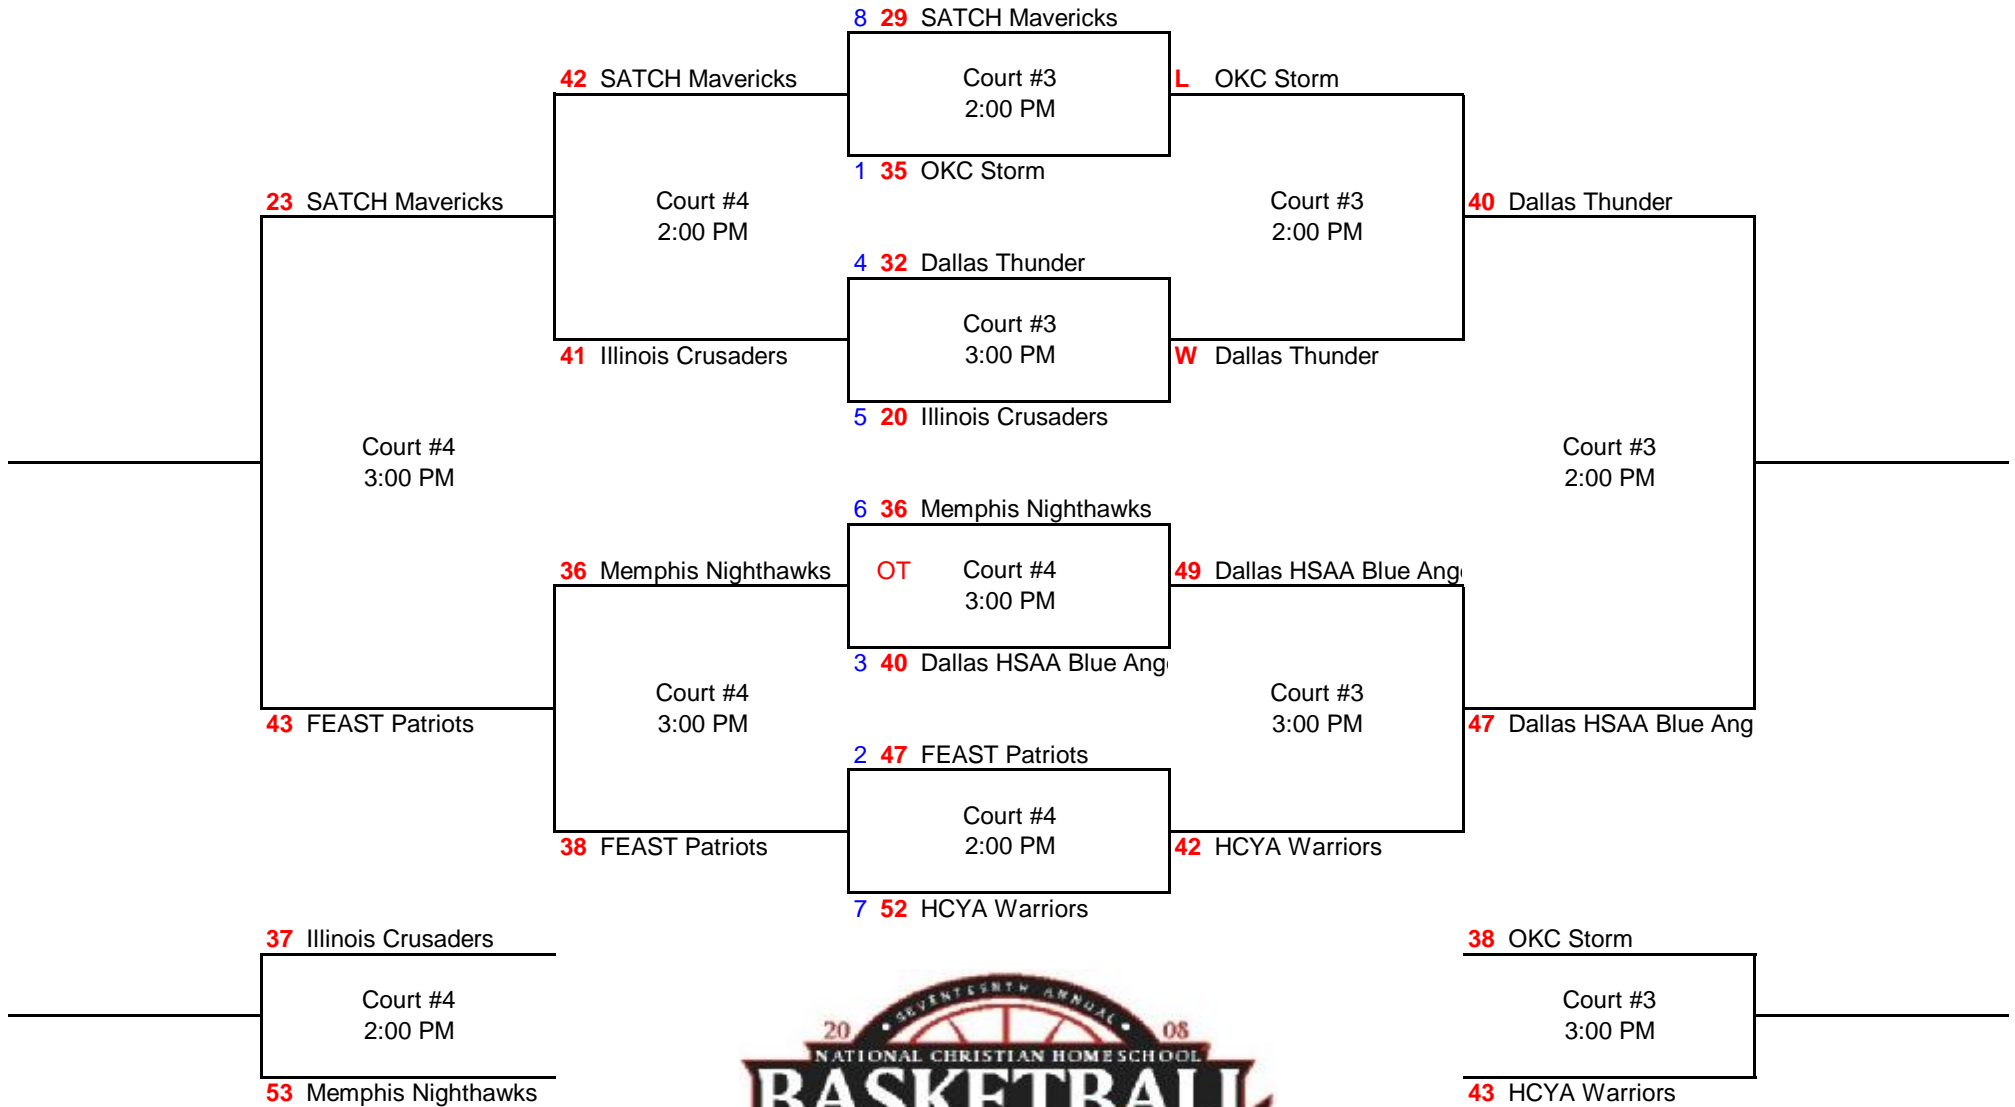 8 29 SATCH Mavericks
42 SATCH Mavericks
Court #3
2:00 PM
L OKC Storm
1 35 OKC Storm
23 SATCH Mavericks
Court #4
2:00 PM
Court #3
2:00 PM
40 Dallas Thunder
4 32 Dallas Thunder
Court #3
3:00 PM
41 Illinois Crusaders
W Dallas Thunder
5 20 Illinois Crusaders
Court #4
3:00 PM
Court #3
2:00 PM
6 36 Memphis Nighthawks
36 Memphis Nighthawks
OT Court #4
3:00 PM
49 Dallas HSAA Blue Ang
3 40 Dallas HSAA Blue Ang
Court #4
3:00 PM
Court #3
3:00 PM
43 FEAST Patriots
47 Dallas HSAA Blue Ang
2 47 FEAST Patriots
Court #4
2:00 PM
38 FEAST Patriots
42 HCYA Warriors
7 52 HCYA Warriors
37 Illinois Crusaders
38 OKC Storm
Court #4
2:00 PM
Court #3
3:00 PM
53 Memphis Nighthawks
43 HCYA Warriors
SEVENTEENTH ANNUAL
20 08
NATIONAL CHRISTIAN HOMESCHOOL
BASKETBALL